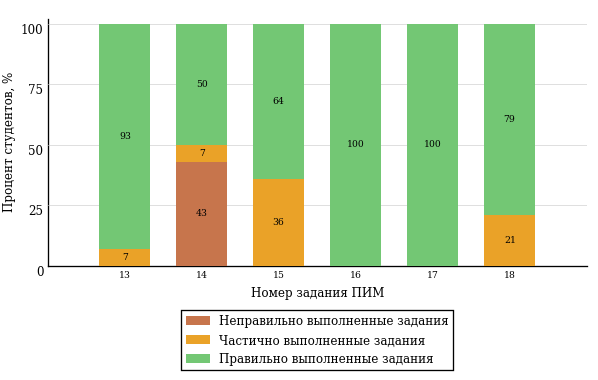 Процент студентов, %
100
75
50
25
0
93
7
50
7
43
64
36
100
100
79
21
13 14 15 16 17 18
Номер задания ПИМ
Неправильно выполненные задания
Частично выполненные задания
Правильно выполненные задания